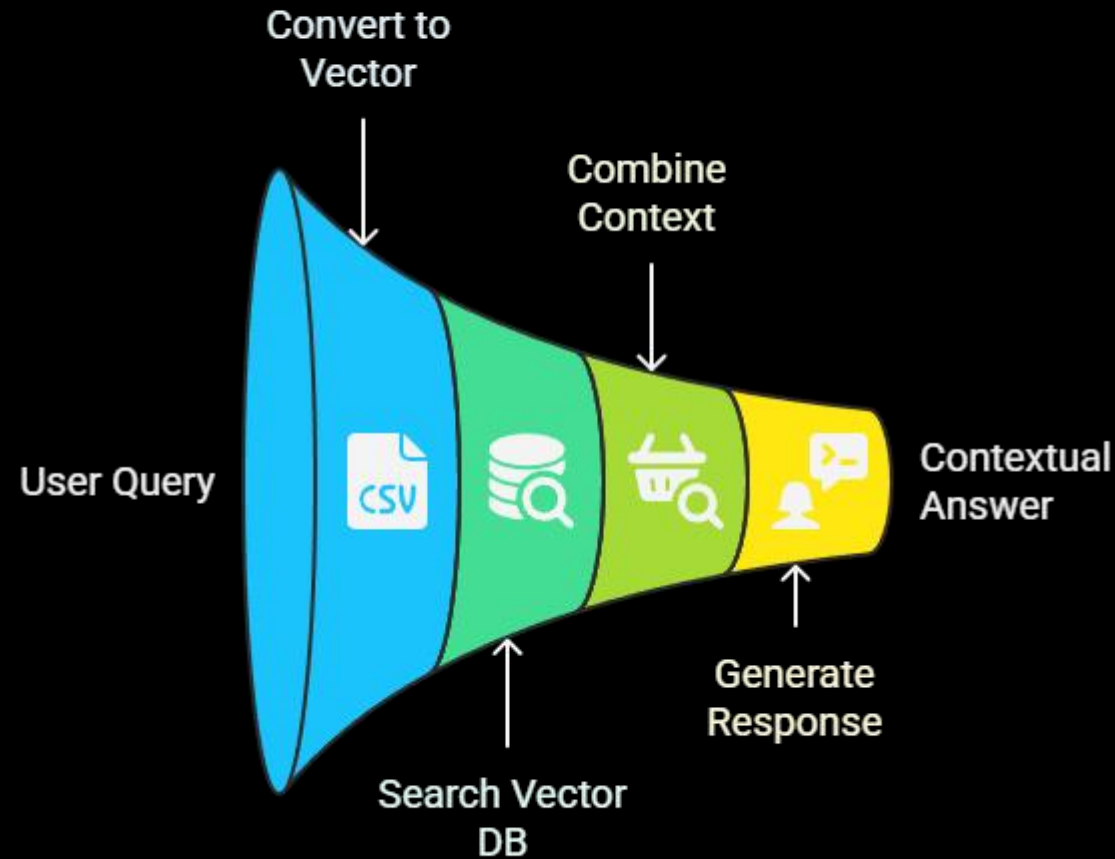 Convert to
Vector
Combine
Context
User Query
CSV
>_
Contextual
Answer
Generate
Response
Search Vector
DB